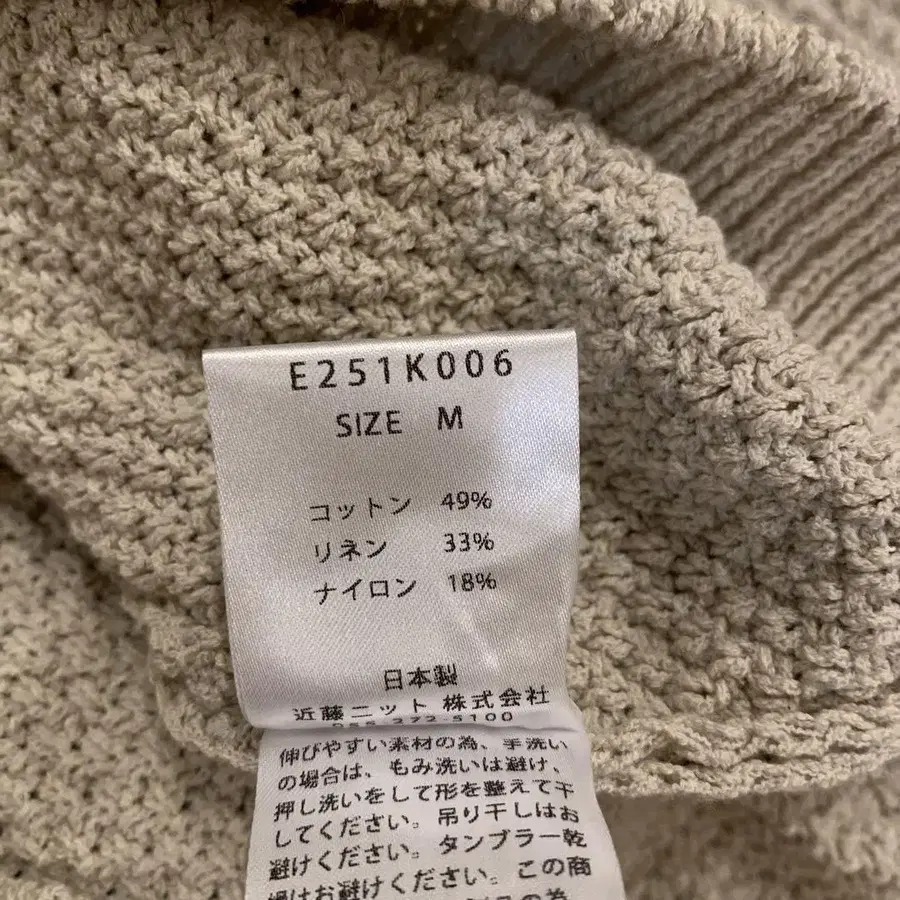 E251K006
SIZE M
コットン 49%
リネン 33%
ナイロン 18%
日本製
近藤ニット 株式会社
055-272-5100
伸びやすい素材の為、手洗い
の場合は、もみ洗いは避け、
押し洗いをして形を整えて干
してください。吊り干しはお
避けください。タンブラー乾
はお避けください。この商